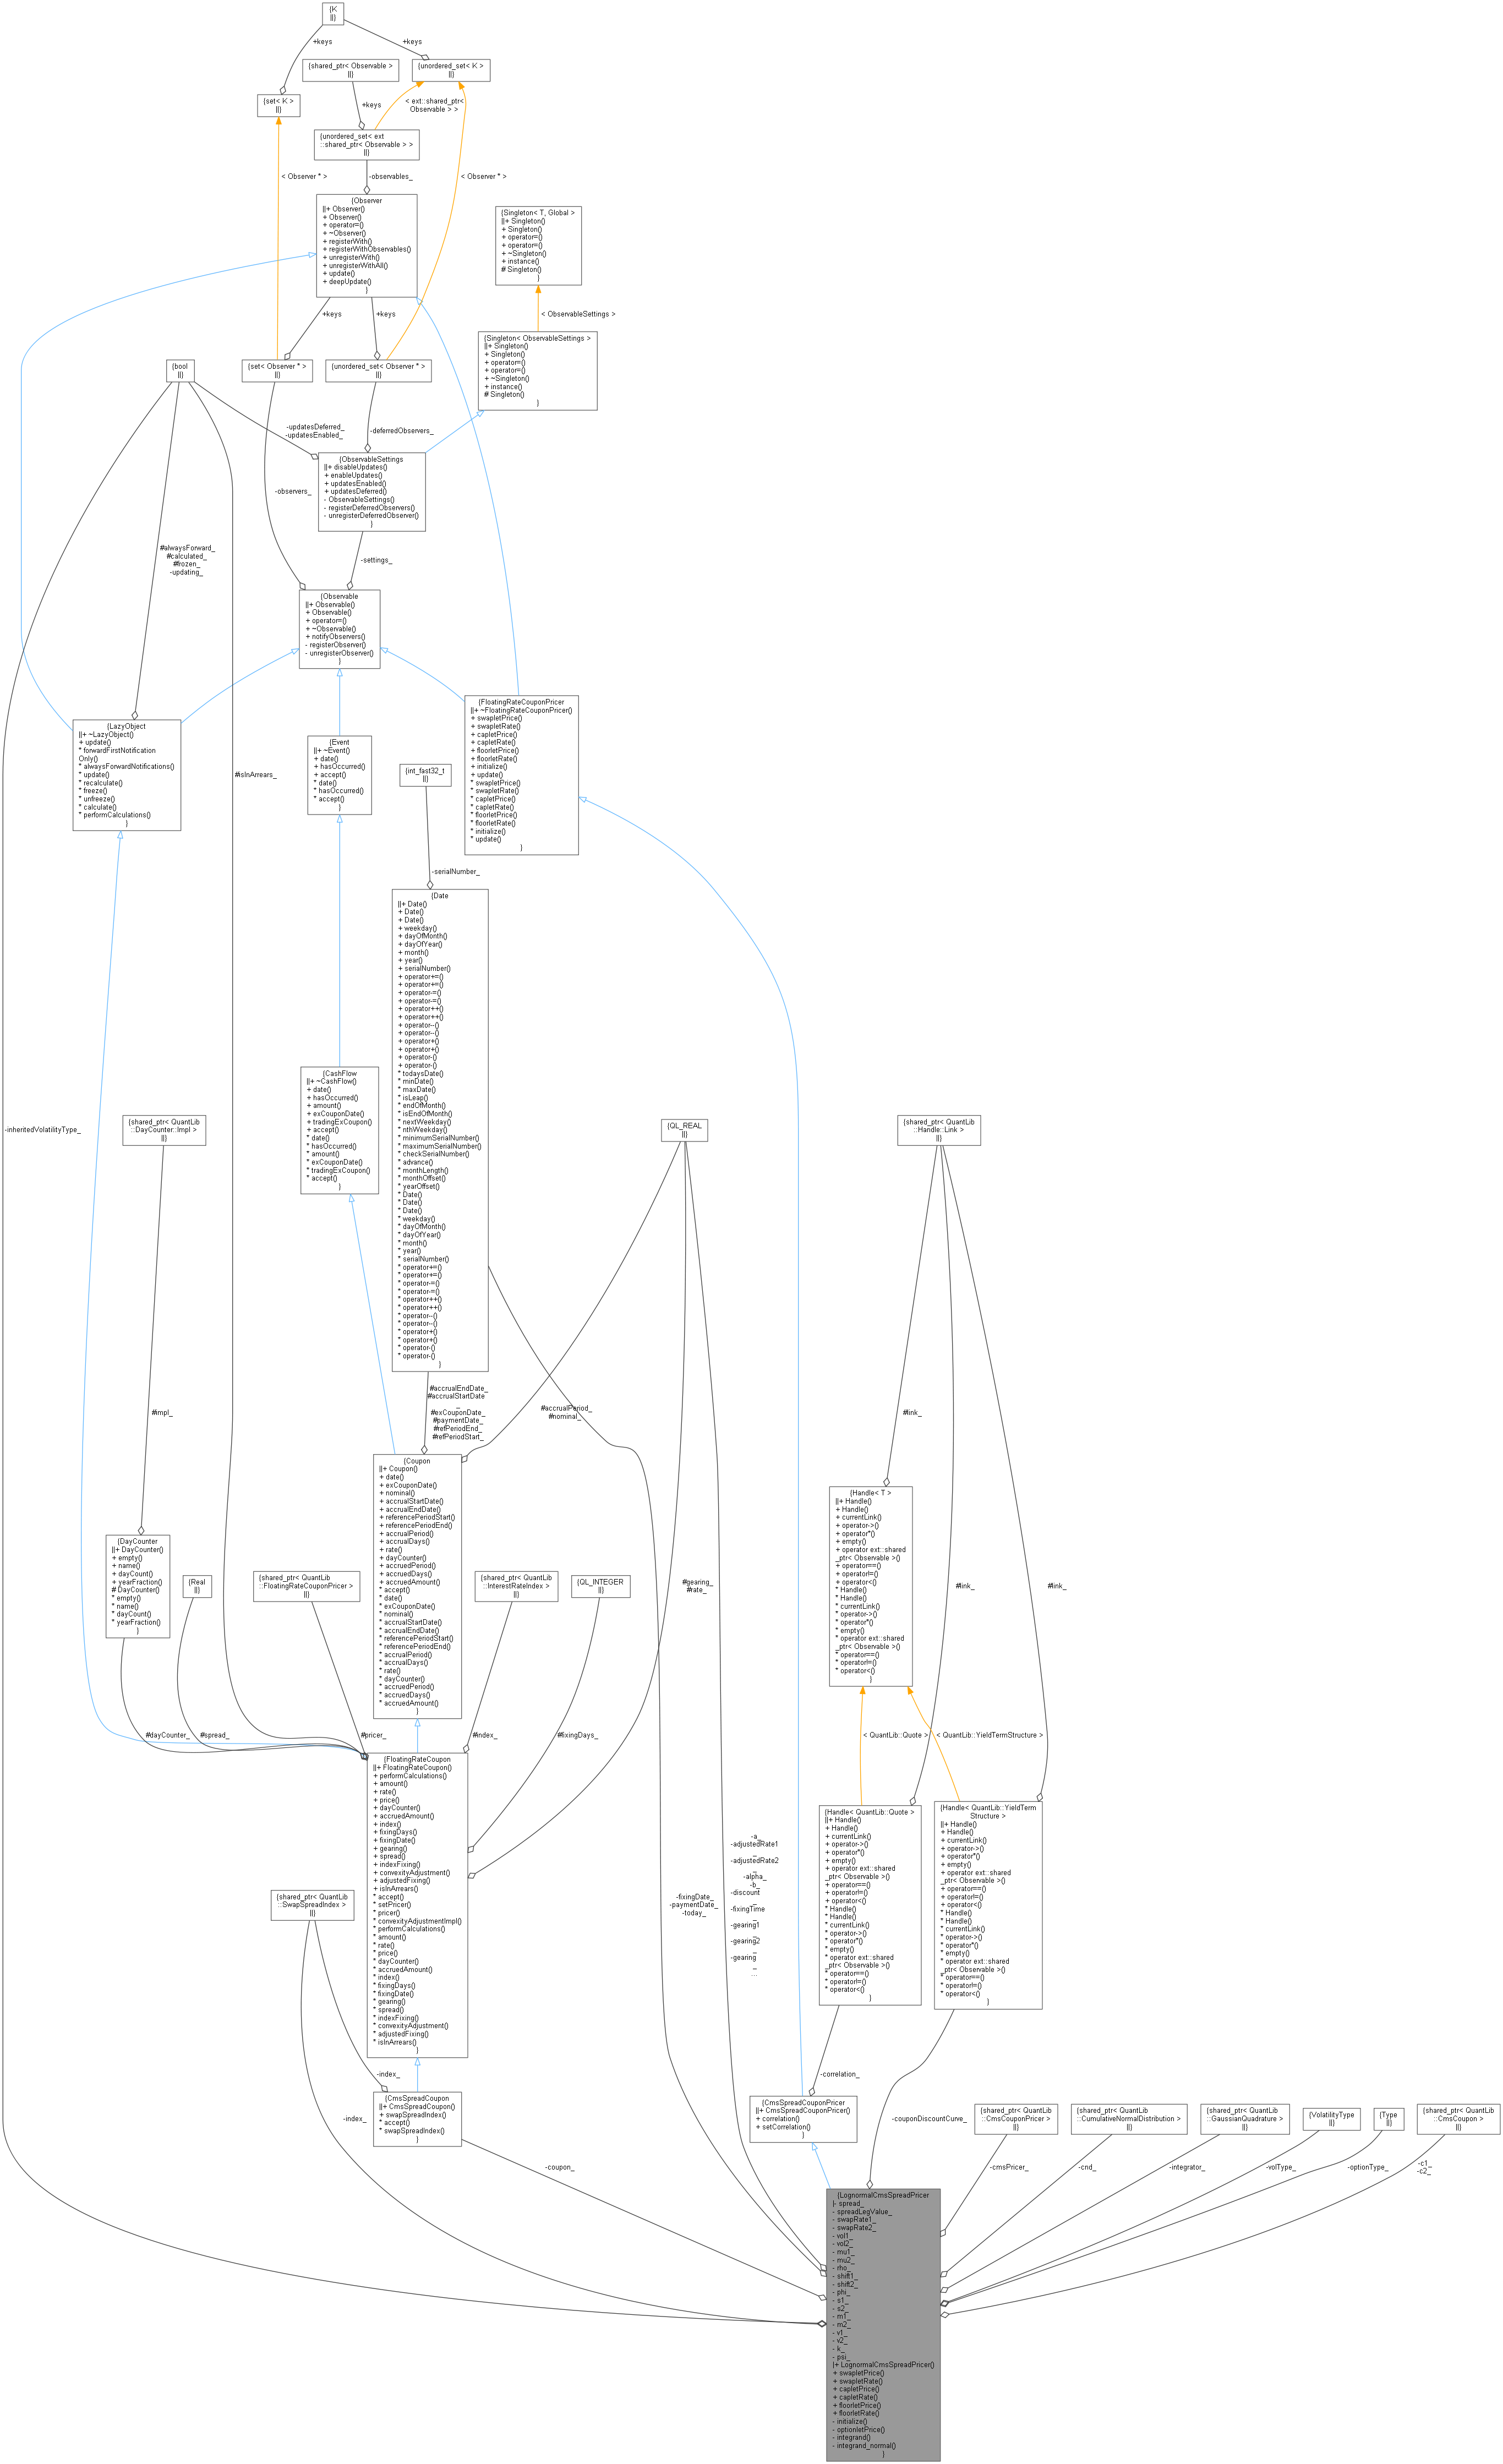 {K
||}
+keys
+keys
{shared_ptr< Observable >
||}
{unordered_set< K >
||}
{set< K >
||}
+keys
< ext::shared_ptr<
Observable > >
{unordered_set< ext
::shared_ptr< Observable > >
||}
< Observer * >
-observables_
< Observer * >
{Observer
||+ Observer()
+ Observer()
+ operator=()
+ ~Observer()
+ registerWith()
+ registerWithObservables()
+ unregisterWith()
+ unregisterWithAll()
+ update()
+ deepUpdate()
}
{Singleton< T, Global >
||+ Singleton()
+ Singleton()
+ operator=()
+ operator=()
+ ~Singleton()
+ instance()
# Singleton()
}
+keys
+keys
< ObservableSettings >
{Singleton< ObservableSettings >
||+ Singleton()
+ Singleton()
+ operator=()
+ operator=()
+ ~Singleton()
+ instance()
# Singleton()
}
{bool
||}
{set< Observer * >
||}
{unordered_set< Observer * >
||}
-updatesDeferred_
-updatesEnabled_
-deferredObservers_
{ObservableSettings
||+ disableUpdates()
+ enableUpdates()
+ updatesEnabled()
+ updatesDeferred()
- ObservableSettings()
- registerDeferredObservers()
- unregisterDeferredObserver()
}
-observers_
#alwaysForward_
#calculated_
#frozen_
-updating_
-settings_
{Observable
||+ Observable()
+ Observable()
+ operator=()
+ ~Observable()
+ notifyObservers()
- registerObserver()
- unregisterObserver()
}
{LazyObject
||+ ~LazyObject()
+ update()
* forwardFirstNotification
Only()
* alwaysForwardNotifications()
* update()
* recalculate()
* freeze()
* unfreeze()
* calculate()
* performCalculations()
}
#isInArrears_
{Event
||+ ~Event()
+ date()
+ hasOccurred()
+ accept()
* date()
* hasOccurred()
* accept()
}
{int_fast32_t
||}
{FloatingRateCouponPricer
||+ ~FloatingRateCouponPricer()
+ swapletPrice()
+ swapletRate()
+ capletPrice()
+ capletRate()
+ floorletPrice()
+ floorletRate()
+ initialize()
+ update()
* swapletPrice()
* swapletRate()
* capletPrice()
* capletRate()
* floorletPrice()
* floorletRate()
* initialize()
* update()
}
-serialNumber_
{Date
||+ Date()
+ Date()
+ Date()
+ weekday()
+ dayOfMonth()
+ dayOfYear()
+ month()
+ year()
+ serialNumber()
+ operator+=()
+ operator+=()
+ operator-=()
+ operator-=()
+ operator++()
+ operator++()
+ operator--()
+ operator--()
+ operator+()
+ operator+()
+ operator-()
+ operator-()
* todaysDate()
* minDate()
* maxDate()
* isLeap()
* endOfMonth()
* isEndOfMonth()
* nextWeekday()
* nthWeekday()
* minimumSerialNumber()
* maximumSerialNumber()
* checkSerialNumber()
* advance()
* monthLength()
* monthOffset()
* yearOffset()
* Date()
* Date()
* Date()
* weekday()
* dayOfMonth()
* dayOfYear()
* month()
* year()
* serialNumber()
* operator+=()
* operator+=()
* operator-=()
* operator-=()
* operator++()
* operator++()
* operator--()
* operator--()
* operator+()
* operator+()
* operator-()
* operator-()
}
{CashFlow
||+ ~CashFlow()
+ date()
+ hasOccurred()
+ amount()
+ exCouponDate()
+ tradingExCoupon()
+ accept()
* date()
* hasOccurred()
* amount()
* exCouponDate()
* tradingExCoupon()
* accept()
}
-inheritedVolatilityType_
{shared_ptr< QuantLib
::DayCounter::Impl >
||}
{QL_REAL
||}
{shared_ptr< QuantLib
::Handle::Link >
||}
#impl_
#accrualEndDate_
#accrualStartDate
_
#exCouponDate_
#paymentDate_
#refPeriodEnd_
#refPeriodStart_
#accrualPeriod_
#nominal_
#link_
{Coupon
||+ Coupon()
+ date()
+ exCouponDate()
+ nominal()
+ accrualStartDate()
+ accrualEndDate()
+ referencePeriodStart()
+ referencePeriodEnd()
+ accrualPeriod()
+ accrualDays()
+ rate()
+ dayCounter()
+ accruedPeriod()
+ accruedDays()
+ accruedAmount()
* accept()
* date()
* exCouponDate()
* nominal()
* accrualStartDate()
* accrualEndDate()
* referencePeriodStart()
* referencePeriodEnd()
* accrualPeriod()
* accrualDays()
* rate()
* dayCounter()
* accruedPeriod()
* accruedDays()
* accruedAmount()
}
{Handle< T >
||+ Handle()
+ Handle()
+ currentLink()
+ operator->()
+ operator*()
+ empty()
+ operator ext::shared
_ptr< Observable >()
+ operator==()
+ operator!=()
+ operator<()
* Handle()
* Handle()
* currentLink()
* operator->()
* operator*()
* empty()
* operator ext::shared
_ptr< Observable >()
* operator==()
* operator!=()
* operator<()
}
{DayCounter
||+ DayCounter()
+ empty()
+ name()
+ dayCount()
+ yearFraction()
# DayCounter()
* empty()
* name()
* dayCount()
* yearFraction()
}
{Real
||}
{shared_ptr< QuantLib
::FloatingRateCouponPricer >
||}
{shared_ptr< QuantLib
::InterestRateIndex >
||}
{QL_INTEGER
||}
#gearing_
#rate_
#link_
#link_
#dayCounter_
#spread_
#pricer_
#index_
#fixingDays_
< QuantLib::Quote >
< QuantLib::YieldTermStructure >
{FloatingRateCoupon
||+ FloatingRateCoupon()
+ performCalculations()
+ amount()
+ rate()
+ price()
+ dayCounter()
+ accruedAmount()
+ index()
+ fixingDays()
+ fixingDate()
+ gearing()
+ spread()
+ indexFixing()
+ convexityAdjustment()
+ adjustedFixing()
+ isInArrears()
* accept()
* setPricer()
* pricer()
* convexityAdjustmentImpl()
* performCalculations()
* amount()
* rate()
* price()
* dayCounter()
* accruedAmount()
* index()
* fixingDays()
* fixingDate()
* gearing()
* spread()
* indexFixing()
* convexityAdjustment()
* adjustedFixing()
* isInArrears()
}
{Handle< QuantLib::Quote >
||+ Handle()
+ Handle()
+ currentLink()
+ operator->()
+ operator*()
+ empty()
+ operator ext::shared
_ptr< Observable >()
+ operator==()
+ operator!=()
+ operator<()
* Handle()
* Handle()
* currentLink()
* operator->()
* operator*()
* empty()
* operator ext::shared
_ptr< Observable >()
* operator==()
* operator!=()
* operator<()
}
{Handle< QuantLib::YieldTerm
Structure >
||+ Handle()
+ Handle()
+ currentLink()
+ operator->()
+ operator*()
+ empty()
+ operator ext::shared
_ptr< Observable >()
+ operator==()
+ operator!=()
+ operator<()
* Handle()
* Handle()
* currentLink()
* operator->()
* operator*()
* empty()
* operator ext::shared
_ptr< Observable >()
* operator==()
* operator!=()
* operator<()
}
{shared_ptr< QuantLib
::SwapSpreadIndex >
||}
-fixingDate_
-paymentDate_
-today_
-a_
-adjustedRate1
_
-adjustedRate2
_
-alpha_
-b_
-discount
_
-fixingTime
_
-gearing1
_
-gearing2
_
-gearing
_
...
-index_
-index_
-correlation_
{CmsSpreadCoupon
||+ CmsSpreadCoupon()
+ swapSpreadIndex()
* accept()
* swapSpreadIndex()
}
{CmsSpreadCouponPricer
||+ CmsSpreadCouponPricer()
+ correlation()
+ setCorrelation()
}
-couponDiscountCurve_
{shared_ptr< QuantLib
::CmsCouponPricer >
||}
{shared_ptr< QuantLib
::CumulativeNormalDistribution >
||}
{shared_ptr< QuantLib
::GaussianQuadrature >
||}
{VolatilityType
||}
{Type
||}
{shared_ptr< QuantLib
::CmsCoupon >
||}
-coupon_
-cmsPricer_
-cnd_
-integrator_
-volType_
-optionType_
-c1_
-c2_
{LognormalCmsSpreadPricer
|- spread_
- spreadLegValue_
- swapRate1_
- swapRate2_
- vol1_
- vol2_
- mu1_
- mu2_
- rho_
- shift1_
- shift2_
- phi_
- s1_
- s2_
- m1_
- m2_
- v1_
- v2_
- k_
- psi_
|+ LognormalCmsSpreadPricer()
+ swapletPrice()
+ swapletRate()
+ capletPrice()
+ capletRate()
+ floorletPrice()
+ floorletRate()
- initialize()
- optionletPrice()
- integrand()
- integrand_normal()
}